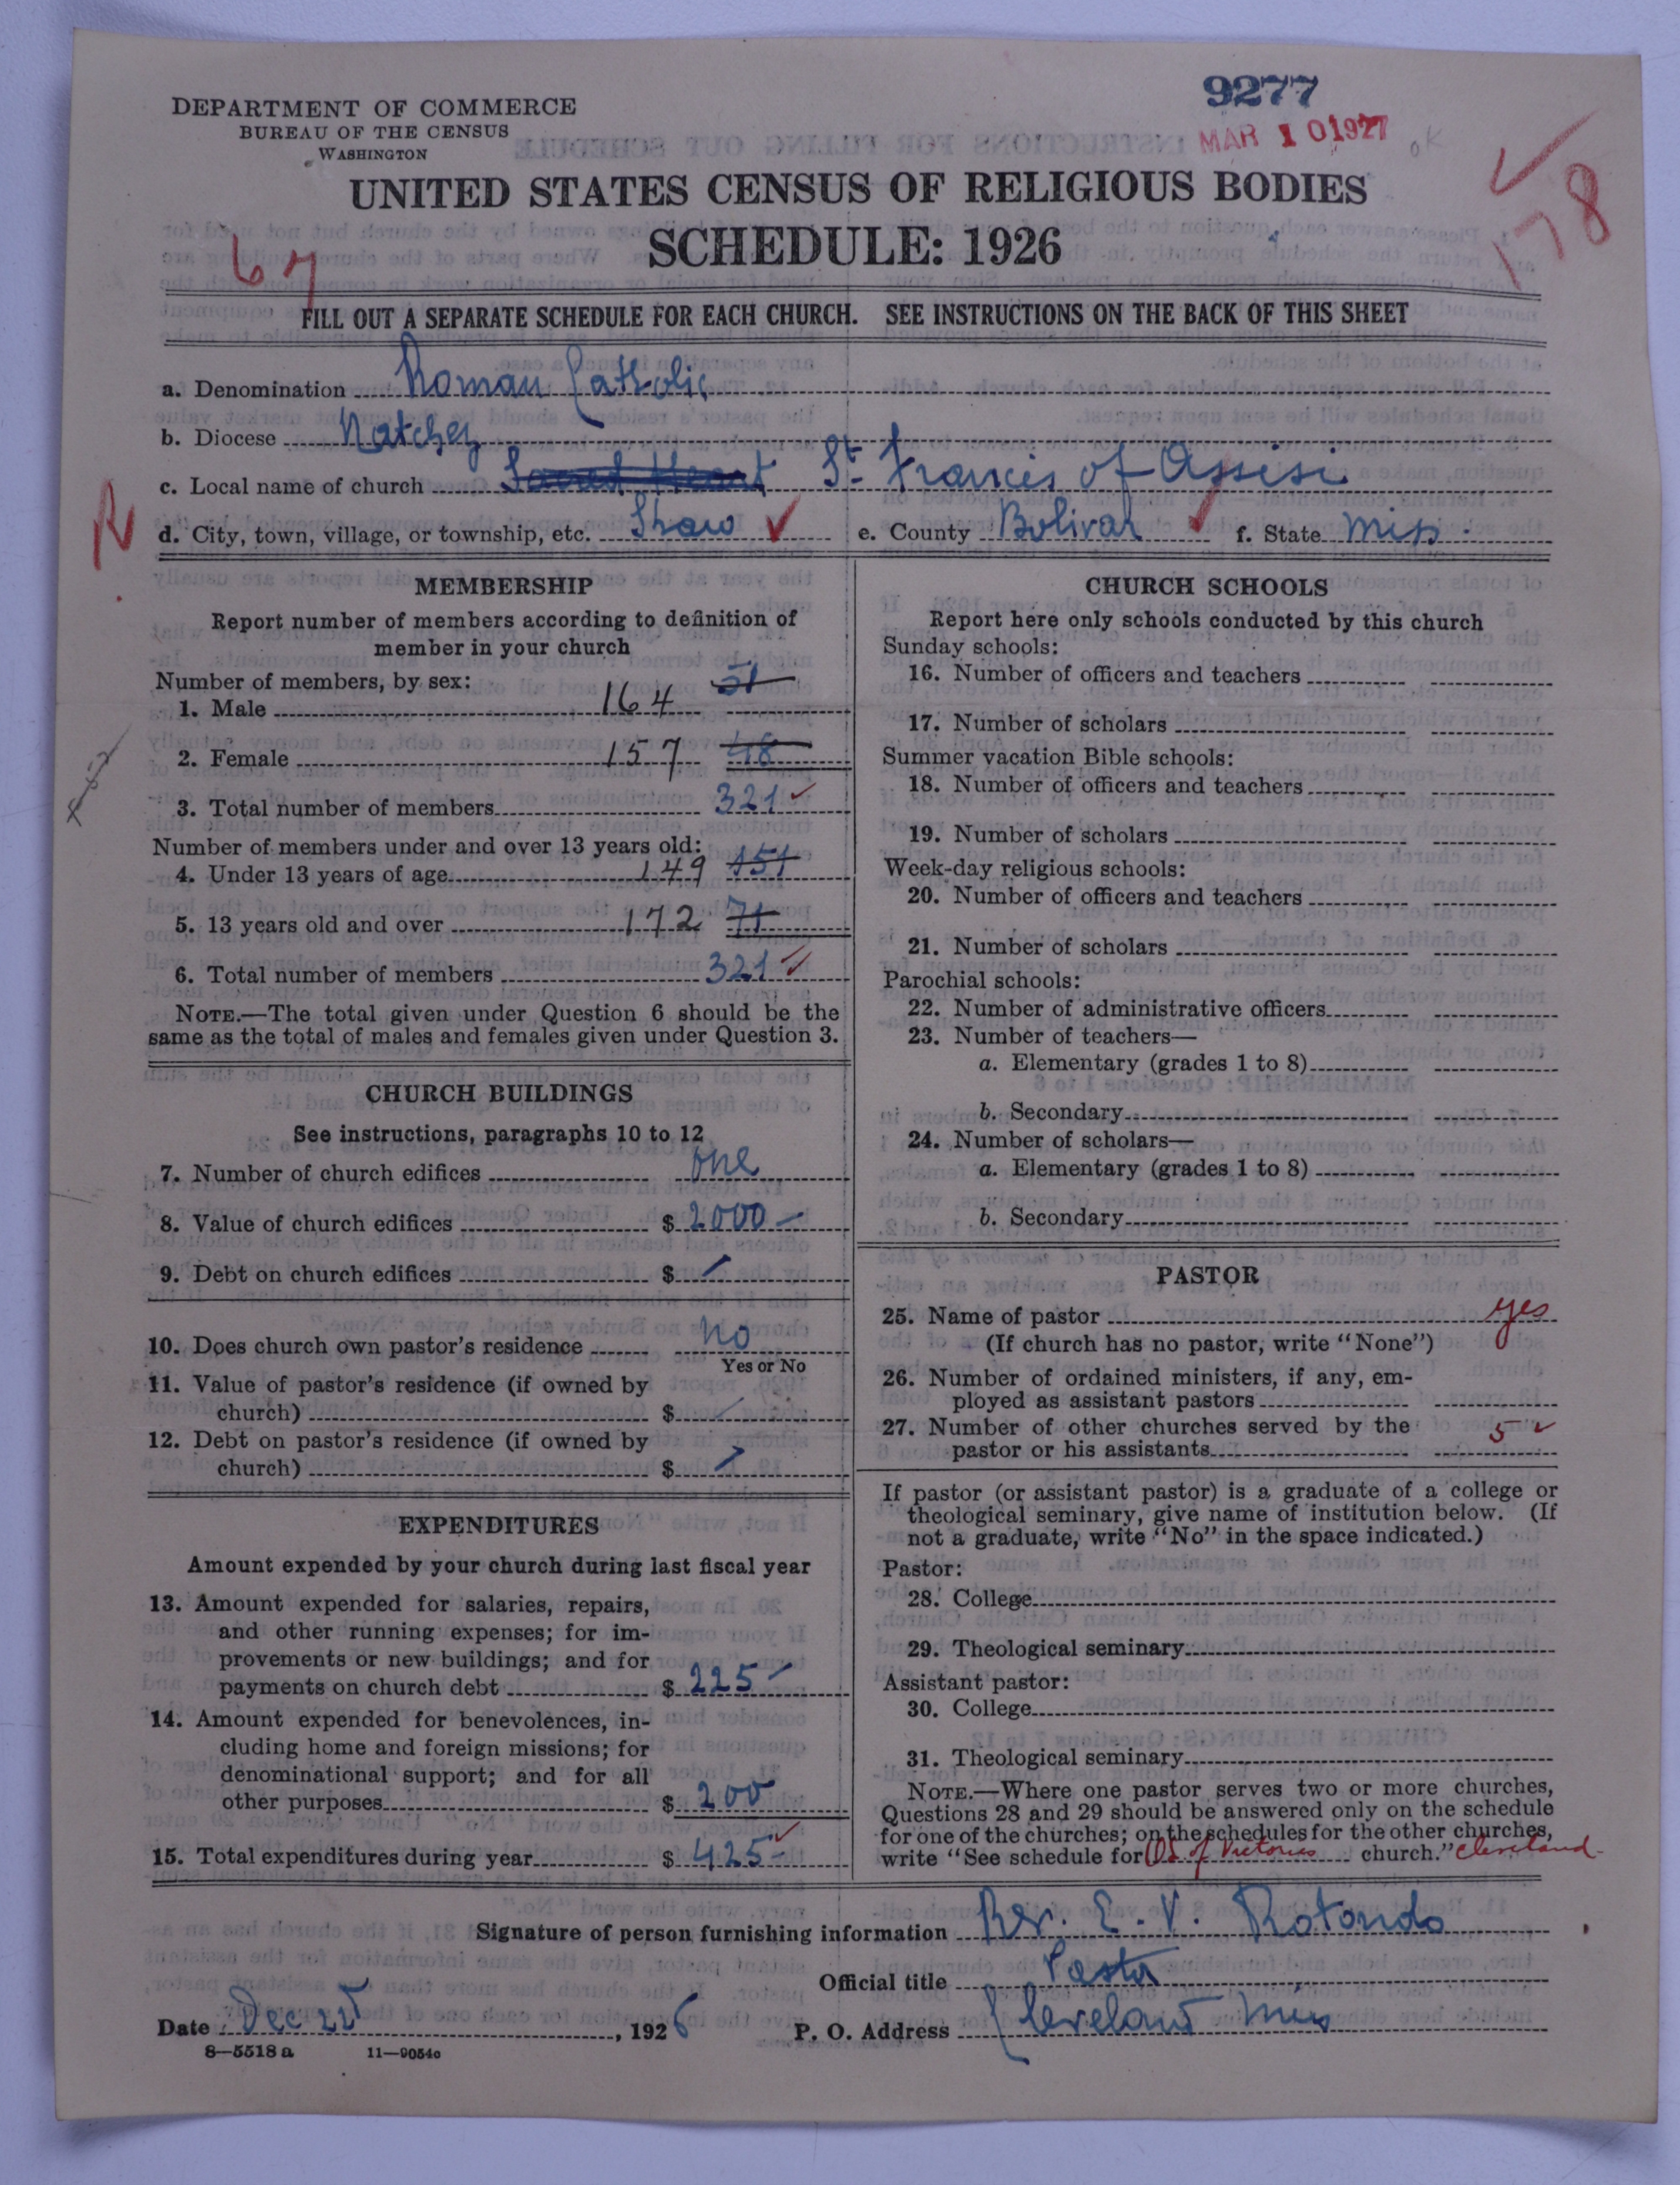 9277
DEPARTMENT OF COMMERCE
BUREAU OF THE CENSUS
WASHINGTON
MAR 10 1927
OK
178
UNITED STATES CENSUS OF RELIGIOUS BODIES
SCHEDULE: 1926
67
FILL OUT A SEPARATE SCHEDULE FOR EACH CHURCH. SEE INSTRUCTIONS ON THE BACK OF THIS SHEET
a. Denomination Roman Catholic
b. Diocese Natchez
c. Local name of church Sacred Heart St. Francis of Assisi
R
d. City, town, village, or township, etc. Shaw e. County Bolivar f. State Miss.
MEMBERSHIP
Report number of members according to definition of
member in your church
Number of members, by sex:
1. Male 164 51
2. Female 157 48
3. Total number of members 321
Number of members under and over 13 years old:
4. Under 13 years of age 149 151
5. 13 years old and over 172 71
6. Total number of members 321
NOTE.—The total given under Question 6 should be the
same as the total of males and females given under Question 3.
CHURCH BUILDINGS
See instructions, paragraphs 10 to 12
7. Number of church edifices one
8. Value of church edifices $ 2000 —
9. Debt on church edifices $
10. Does church own pastor's residence no
Yes or No
11. Value of pastor's residence (if owned by
church) $
12. Debt on pastor's residence (if owned by
church) $
EXPENDITURES
Amount expended by your church during last fiscal year
13. Amount expended for salaries, repairs,
and other running expenses; for im-
provements or new buildings; and for
payments on church debt $ 225
14. Amount expended for benevolences, in-
cluding home and foreign missions; for
denominational support; and for all
other purposes $ 200
15. Total expenditures during year $ 425
CHURCH SCHOOLS
Report here only schools conducted by this church
Sunday schools:
16. Number of officers and teachers
17. Number of scholars
Summer vacation Bible schools:
18. Number of officers and teachers
19. Number of scholars
Week-day religious schools:
20. Number of officers and teachers
21. Number of scholars
Parochial schools:
22. Number of administrative officers
23. Number of teachers—
a. Elementary (grades 1 to 8)
b. Secondary
24. Number of scholars—
a. Elementary (grades 1 to 8)
b. Secondary
PASTOR
25. Name of pastor yes
(If church has no pastor, write "None")
26. Number of ordained ministers, if any, em-
ployed as assistant pastors
27. Number of other churches served by the
pastor or his assistants 5
If pastor (or assistant pastor) is a graduate of a college or
theological seminary, give name of institution below. (If
not a graduate, write "No" in the space indicated.)
Pastor:
28. College
29. Theological seminary
Assistant pastor:
30. College
31. Theological seminary
NOTE.—Where one pastor serves two or more churches,
Questions 28 and 29 should be answered only on the schedule
for one of the churches; on the schedules for the other churches,
write "See schedule for OL of Victories church." Cleveland
Signature of person furnishing information Rev. E. V. Rotondo
Official title Pastor
Date Dec 22, 1926 P. O. Address Cleveland Miss
8—5518 a 11—9054c